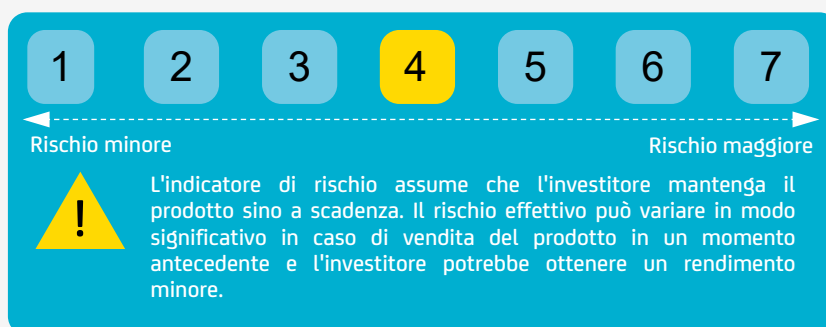 1 2 3 4 5 6 7
Rischio minore Rischio maggiore
L'indicatore di rischio assume che l'investitore mantenga il
! prodotto sino a scadenza. Il rischio effettivo può variare in modo
significativo in caso di vendita del prodotto in un momento
antecedente e l'investitore potrebbe ottenere un rendimento
minore.